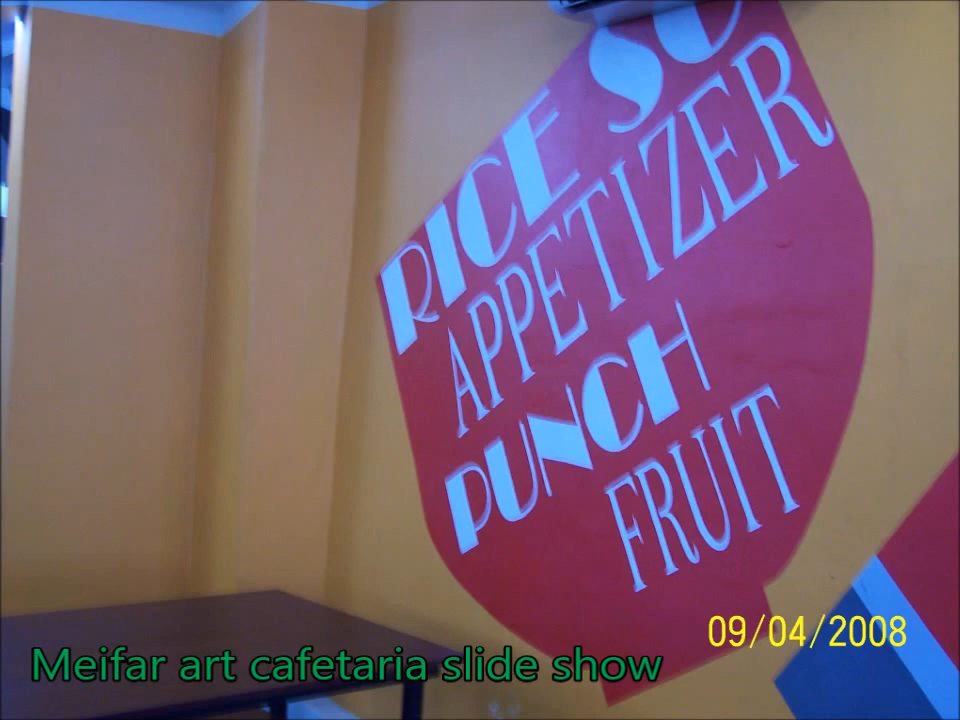 RICE SO
APPETIZER
PUNCH
FRUIT
09/04/2008
Meifar art cafetaria slide show